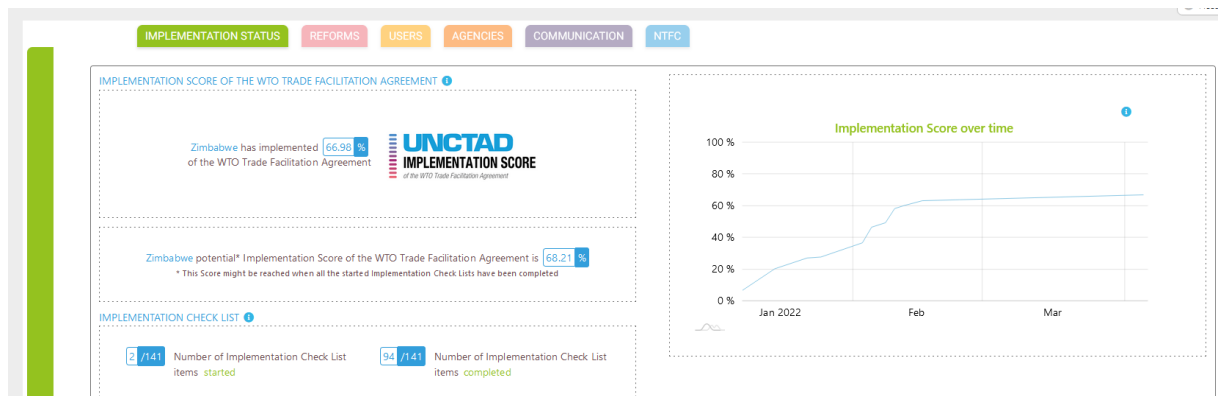 IMPLEMENTATION STATUS
REFORMS
USERS
AGENCIES
COMMUNICATION
NTFC
IMPLEMENTATION SCORE OF THE WTO TRADE FACILITATION AGREEMENT
Zimbabwe has implemented 66.98 %
of the WTO Trade Facilitation Agreement
UNCTAD
IMPLEMENTATION SCORE
of the WTO Trade Facilitation Agreement
Zimbabwe potential* Implementation Score of the WTO Trade Facilitation Agreement is 68.21 %
* This Score might be reached when all the started Implementation Check Lists have been completed
IMPLEMENTATION CHECK LIST
2 /141 Number of Implementation Check List
items started
94 /141 Number of Implementation Check List
items completed
Implementation Score over time
100 %
80 %
60 %
40 %
20 %
0 %
Jan 2022
Feb
Mar